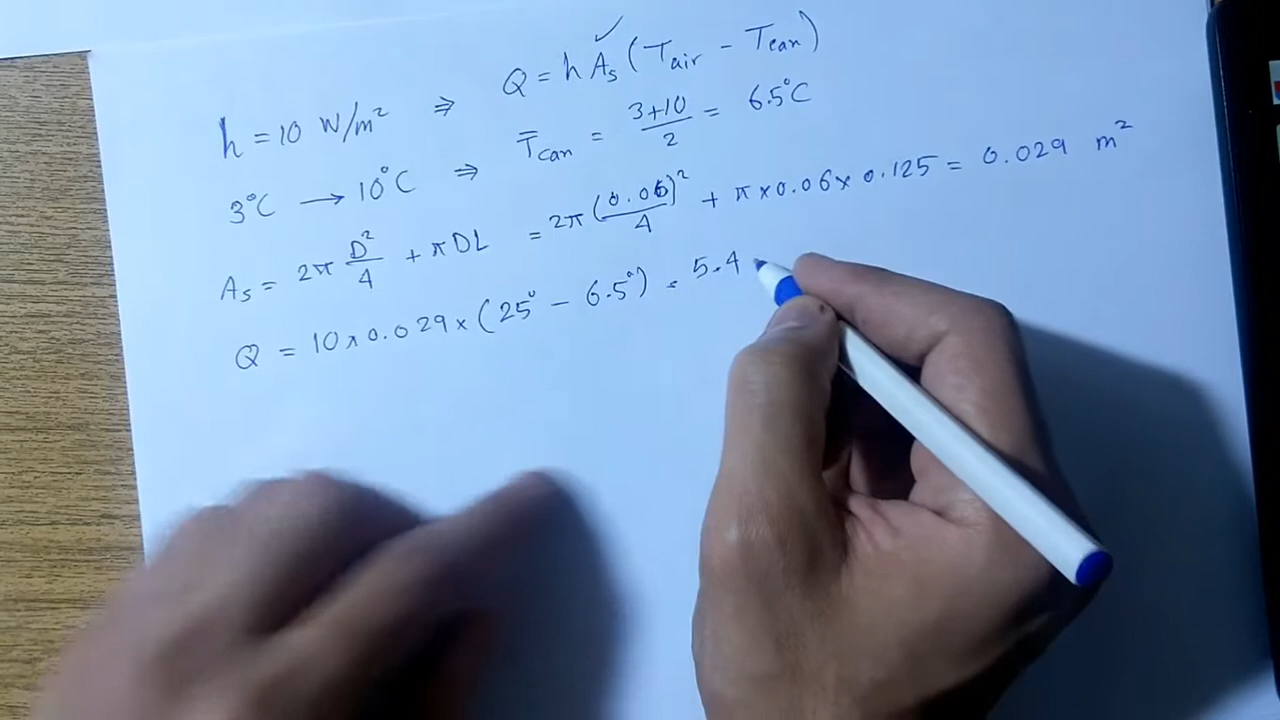 h = 10 W/m² ⇒ Q = h As (Tair − Tcan) ✓
3°C → 10°C ⇒ T̿can = (3+10)/2 = 6.5°C
As = 2π D²/4 + πDL = 2π (0.06)²/4 + π × 0.06 × 0.125 = 0.029 m²
Q = 10 × 0.029 × (25° − 6.5°) = 5.4